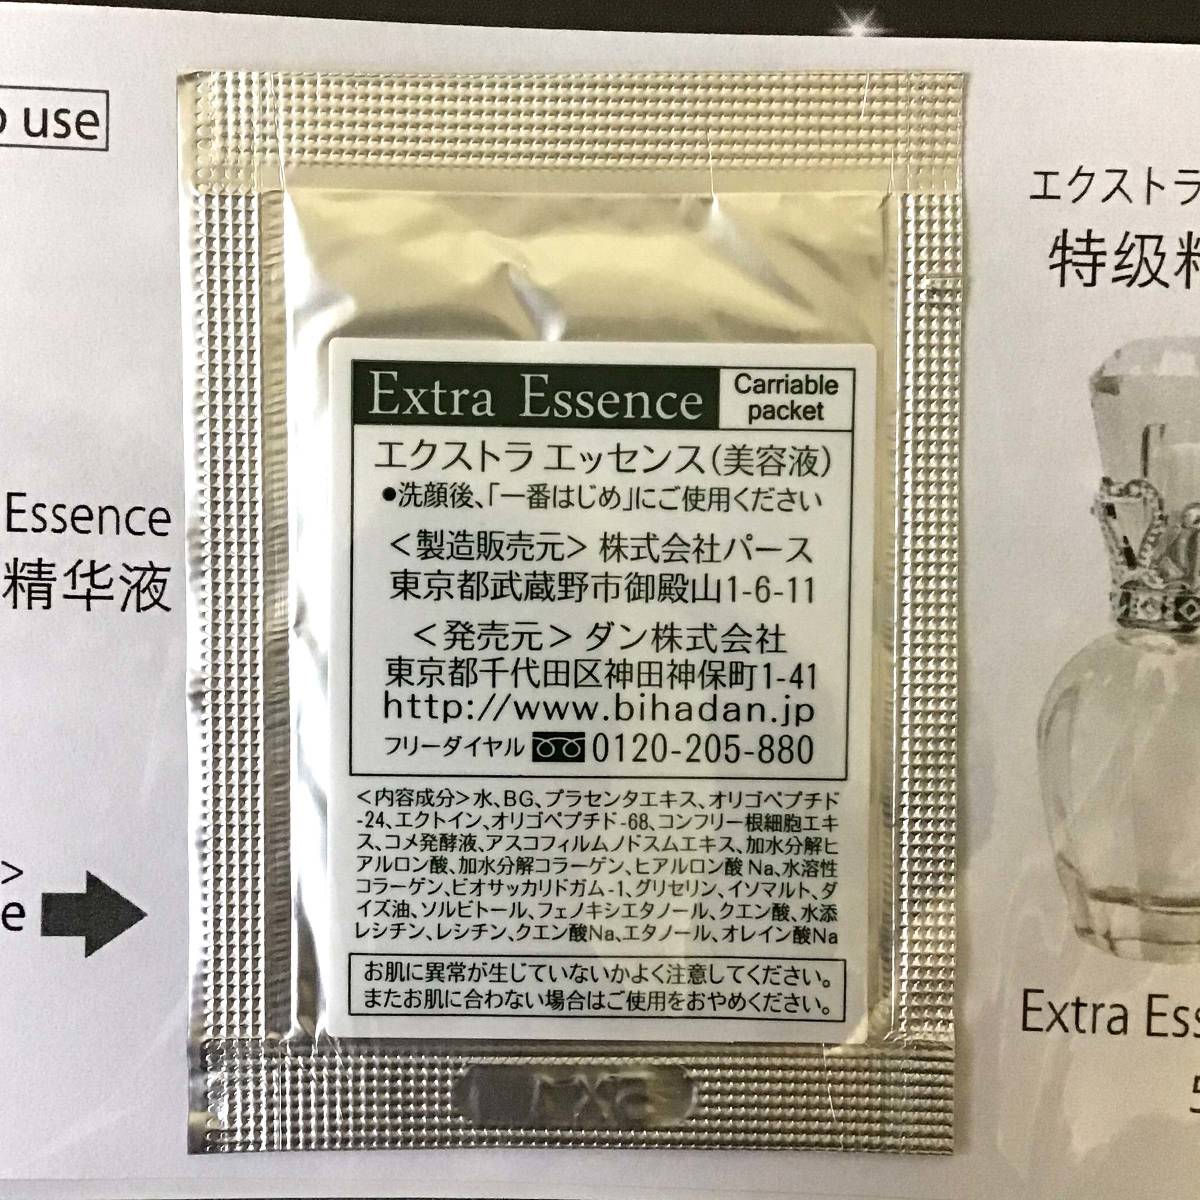 use
エクストラ
特级
Essence
精华液
>
e
Extra Essence
Carriable
packet
エクストラ エッセンス(美容液)
●洗顔後、「一番はじめ」にご使用ください
<製造販売元> 株式会社パース
東京都武蔵野市御殿山1-6-11
<発売元> ダン株式会社
東京都千代田区神田神保町1-41
http://www.bihadan.jp
フリーダイヤル 0120-205-880
<内容成分>水、BG、プラセンタエキス、オリゴペプチド
-24、エクトイン、オリゴペプチド-68、コンフリー根細胞エキ
ス、コメ発酵液、アスコフィルムノドスムエキス、加水分解ヒ
アルロン酸、加水分解コラーゲン、ヒアルロン酸Na、水溶性
コラーゲン、ビオサッカリドガム-1、グリセリン、イソマルト、ダ
イズ油、ソルビトール、フェノキシエタノール、クエン酸、水添
レシチン、レシチン、クエン酸Na、エタノール、オレイン酸Na
お肌に異常が生じていないかよく注意してください。
またお肌に合わない場合はご使用をおやめください。
Extra Ess